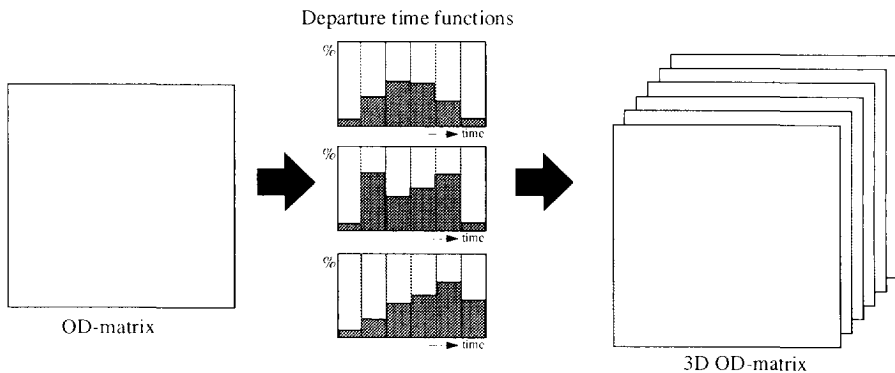 Departure time functions
%
time
%
time
%
time
OD-matrix
3D OD-matrix